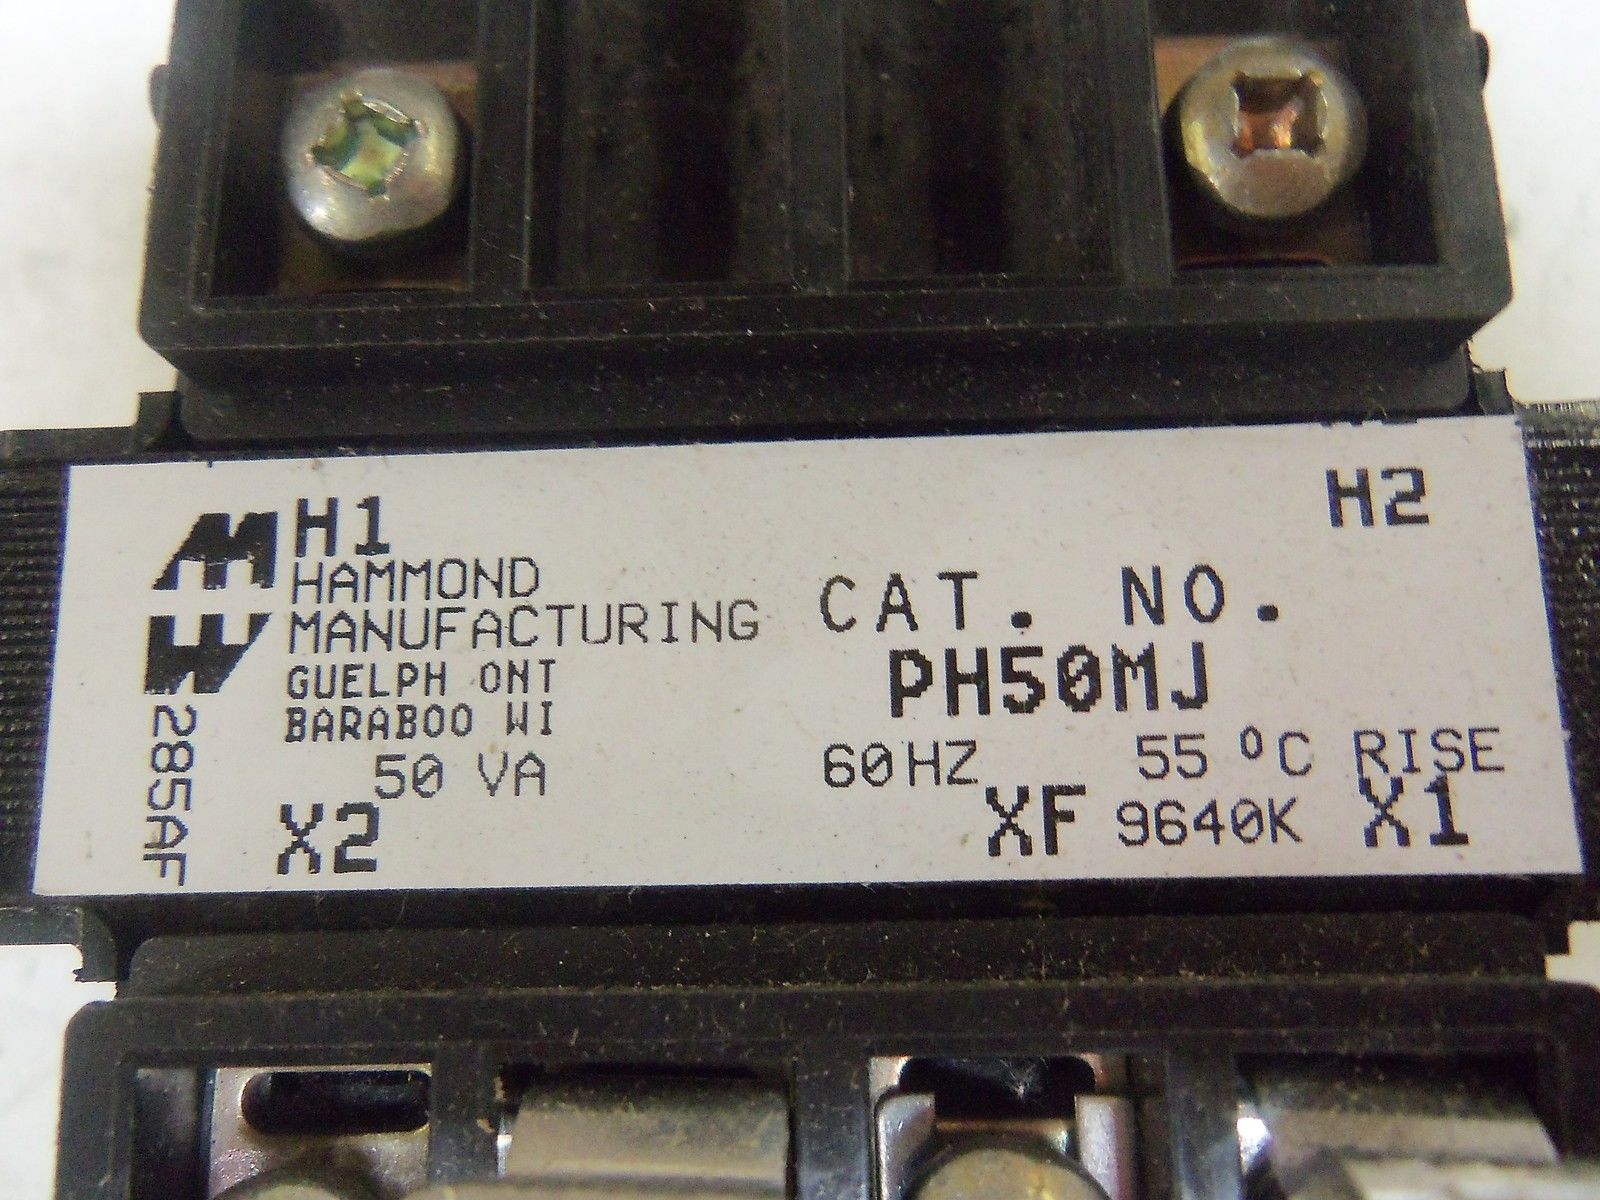 H1 H2
HAMMOND
MANUFACTURING
CAT. NO.
GUELPH ONT
PH50MJ
BARABOO WI
50 VA 60HZ 55 °C RISE
X2 XF 9640K X1
285AF